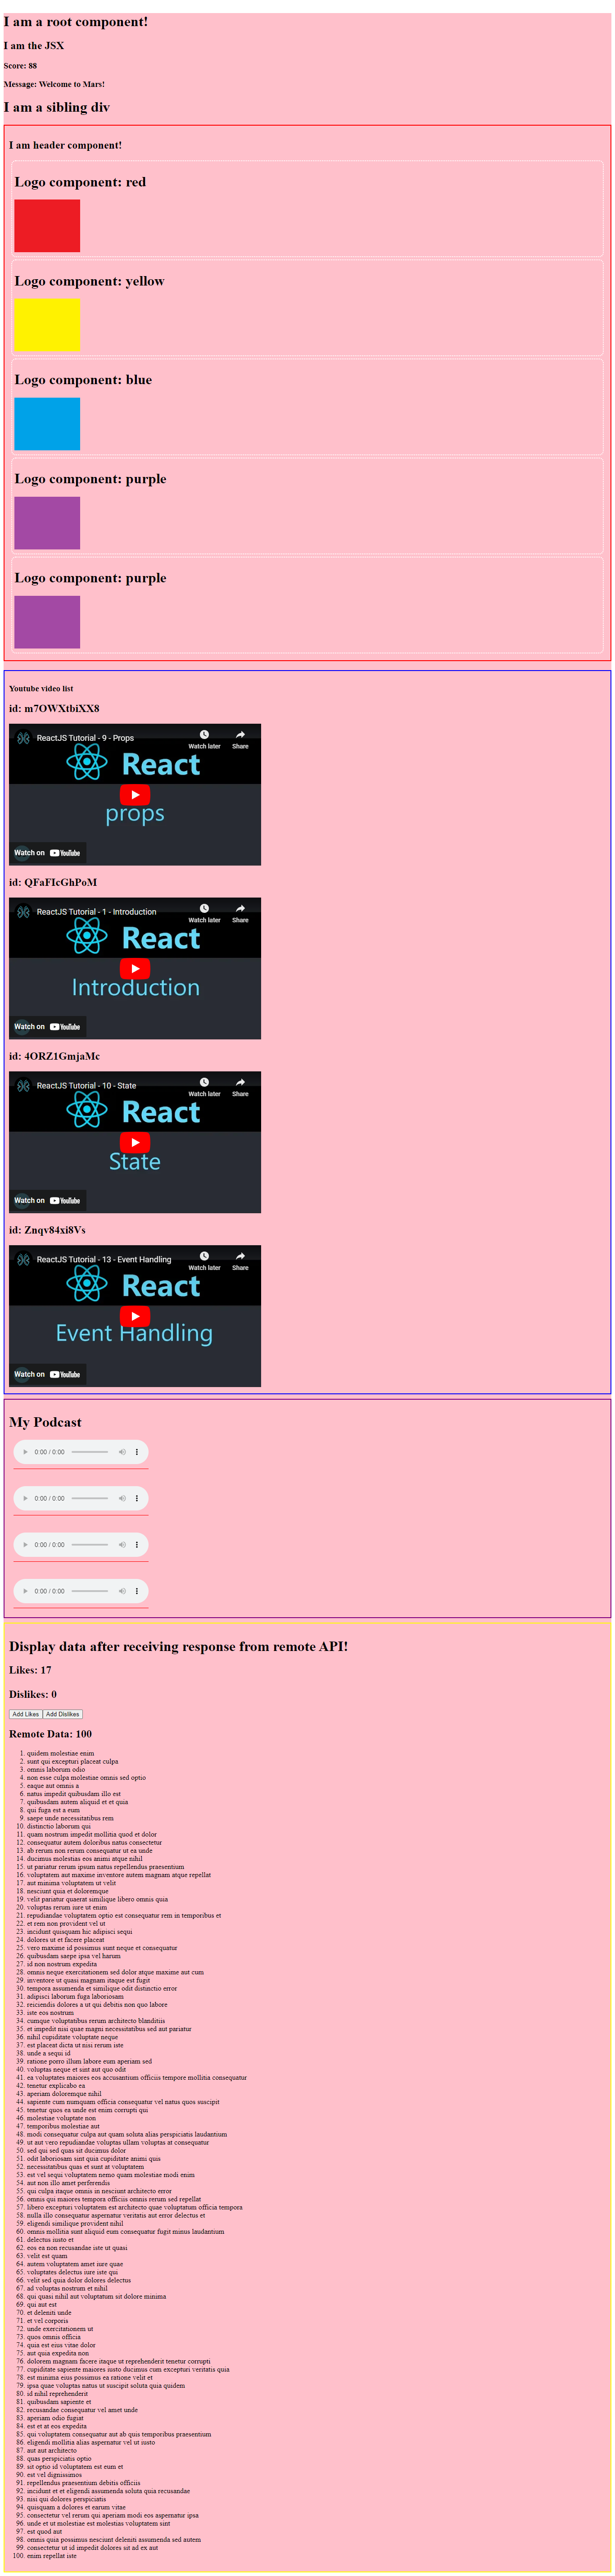 I am a root component!
I am the JSX
Score: 88
Message: Welcome to Mars!
I am a sibling div
I am header component!
Logo component: red
Logo component: yellow
Logo component: blue
Logo component: purple
Logo component: purple
Youtube video list
id: m7OWXtbiXX8
ReactJS Tutorial - 9 - Props
Watch later Share
React
props
Watch on YouTube
id: QFaFIcGhPoM
ReactJS Tutorial - 1 - Introduction
Watch later Share
React
Introduction
Watch on YouTube
id: 4ORZ1GmjaMc
ReactJS Tutorial - 10 - State
Watch later Share
React
State
Watch on YouTube
id: Znqv84xi8Vs
ReactJS Tutorial - 13 - Event Handling
Watch later Share
React
Event Handling
Watch on YouTube
My Podcast
0:00 / 0:00
0:00 / 0:00
0:00 / 0:00
0:00 / 0:00
Display data after receiving response from remote API!
Likes: 17
Dislikes: 0
Add Likes Add Dislikes
Remote Data: 100
1. quidem molestiae enim
2. sunt qui excepturi placeat culpa
3. omnis laborum odio
4. non esse culpa molestiae omnis sed optio
5. eaque aut omnis a
6. natus impedit quibusdam illo est
7. quibusdam autem aliquid et et quia
8. qui fuga est a eum
9. saepe unde necessitatibus rem
10. distinctio laborum qui
11. quam nostrum impedit mollitia quod et dolor
12. consequatur autem doloribus natus consectetur
13. ab rerum non rerum consequatur ut ea unde
14. ducimus molestias eos animi atque nihil
15. ut pariatur rerum ipsum natus repellendus praesentium
16. voluptatem aut maxime inventore autem magnam atque repellat
17. aut minima voluptatem ut velit
18. nesciunt quia et doloremque
19. velit pariatur quaerat similique libero omnis quia
20. voluptas rerum iure ut enim
21. repudiandae voluptatem optio est consequatur rem in temporibus et
22. et rem non provident vel ut
23. incidunt quisquam hic adipisci sequi
24. dolores ut et facere placeat
25. vero maxime id possimus sunt neque et consequatur
26. quibusdam saepe ipsa vel harum
27. id non nostrum expedita
28. omnis neque exercitationem sed dolor atque maxime aut cum
29. inventore ut quasi magnam itaque est fugit
30. tempora assumenda et similique odit distinctio error
31. adipisci laborum fuga laboriosam
32. reiciendis dolores a ut qui debitis non quo labore
33. iste eos nostrum
34. cumque voluptatibus rerum architecto blanditiis
35. et impedit nisi quae magni necessitatibus sed aut pariatur
36. nihil cupiditate voluptate neque
37. est placeat dicta ut nisi rerum iste
38. unde a sequi id
39. ratione porro illum labore eum aperiam sed
40. voluptas neque et sint aut quo odit
41. ea voluptates maiores eos accusantium officiis tempore mollitia consequatur
42. tenetur explicabo ea
43. aperiam doloremque nihil
44. sapiente cum numquam officia consequatur vel natus quos suscipit
45. tenetur quos ea unde est enim corrupti qui
46. molestiae voluptate non
47. temporibus molestiae aut
48. modi consequatur culpa aut quam soluta alias perspiciatis laudantium
49. ut aut vero repudiandae voluptas ullam voluptas at consequatur
50. sed qui sed quas sit ducimus dolor
51. odit laboriosam sint quia cupiditate animi quis
52. necessitatibus quas et sunt at voluptatem
53. est vel sequi voluptatem nemo quam molestiae modi enim
54. aut non illo amet perferendis
55. qui culpa itaque omnis in nesciunt architecto error
56. omnis qui maiores tempora officiis omnis rerum sed repellat
57. libero excepturi voluptatem est architecto quae voluptatum officia tempora
58. nulla illo consequatur aspernatur veritatis aut error delectus et
59. eligendi similique provident nihil
60. omnis mollitia sunt aliquid eum consequatur fugit minus laudantium
61. delectus iusto et
62. eos ea non recusandae iste ut quasi
63. velit est quam
64. autem voluptatem amet iure quae
65. voluptates delectus iure iste qui
66. velit sed quia dolor dolores delectus
67. ad voluptas nostrum et nihil
68. qui quasi nihil aut voluptatum sit dolore minima
69. qui aut est
70. et deleniti unde
71. et vel corporis
72. unde exercitationem ut
73. quos omnis officia
74. quia est eius vitae dolor
75. aut quia expedita non
76. dolorem magnam facere itaque ut reprehenderit tenetur corrupti
77. cupiditate sapiente maiores iusto ducimus cum excepturi veritatis quia
78. est minima eius possimus ea ratione velit et
79. ipsa quae voluptas natus ut suscipit soluta quia quidem
80. id nihil reprehenderit
81. quibusdam sapiente et
82. recusandae consequatur vel amet unde
83. aperiam odio fugiat
84. est et at eos expedita
85. qui voluptatem consequatur aut ab quis temporibus praesentium
86. eligendi mollitia alias aspernatur vel ut iusto
87. aut aut architecto
88. quas perspiciatis optio
89. sit optio id voluptatem est eum et
90. est vel dignissimos
91. repellendus praesentium debitis officiis
92. incidunt et et eligendi assumenda soluta quia recusandae
93. nisi qui dolores perspiciatis
94. quisquam a dolores et earum vitae
95. consectetur vel rerum qui aperiam modi eos aspernatur ipsa
96. unde et ut molestiae est molestias voluptatem sint
97. est quod aut
98. omnis quia possimus nesciunt deleniti assumenda sed autem
99. consectetur ut id impedit dolores sit ad ex aut
100. enim repellat iste